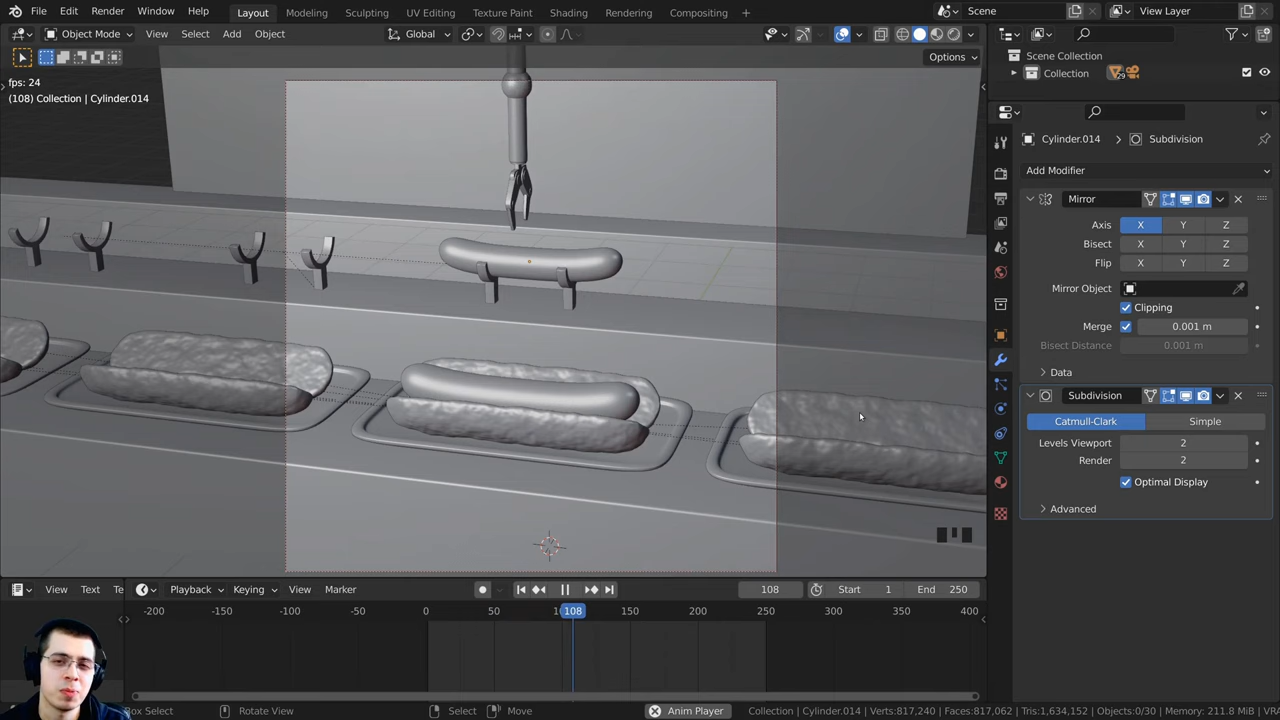 File Edit Render Window Help
Layout Modeling Sculpting UV Editing Texture Paint Shading Rendering Compositing +
Scene
View Layer
Object Mode
View Select Add Object
Global
Options
Scene Collection
Collection
29
fps: 24
(108) Collection | Cylinder.014
Cylinder.014 > Subdivision
Add Modifier
Mirror
Axis X Y Z
Bisect X Y Z
Flip X Y Z
Mirror Object
Clipping
Merge 0.001 m
Bisect Distance 0.001 m
Data
Subdivision
Catmull-Clark Simple
Levels Viewport 2
Render 2
Optimal Display
Advanced
View Text
Playback Keying View Marker
108
Start 1
End 250
-200 -150 -100 -50 0 50 108 150 200 250 300 350 400
Box Select
Rotate View
Select
Move
Anim Player
Collection | Cylinder.014 | Verts:817,240 | Faces:817,062 | Tris:1,634,152 | Objects:0/30 | Memory: 211.8 MiB